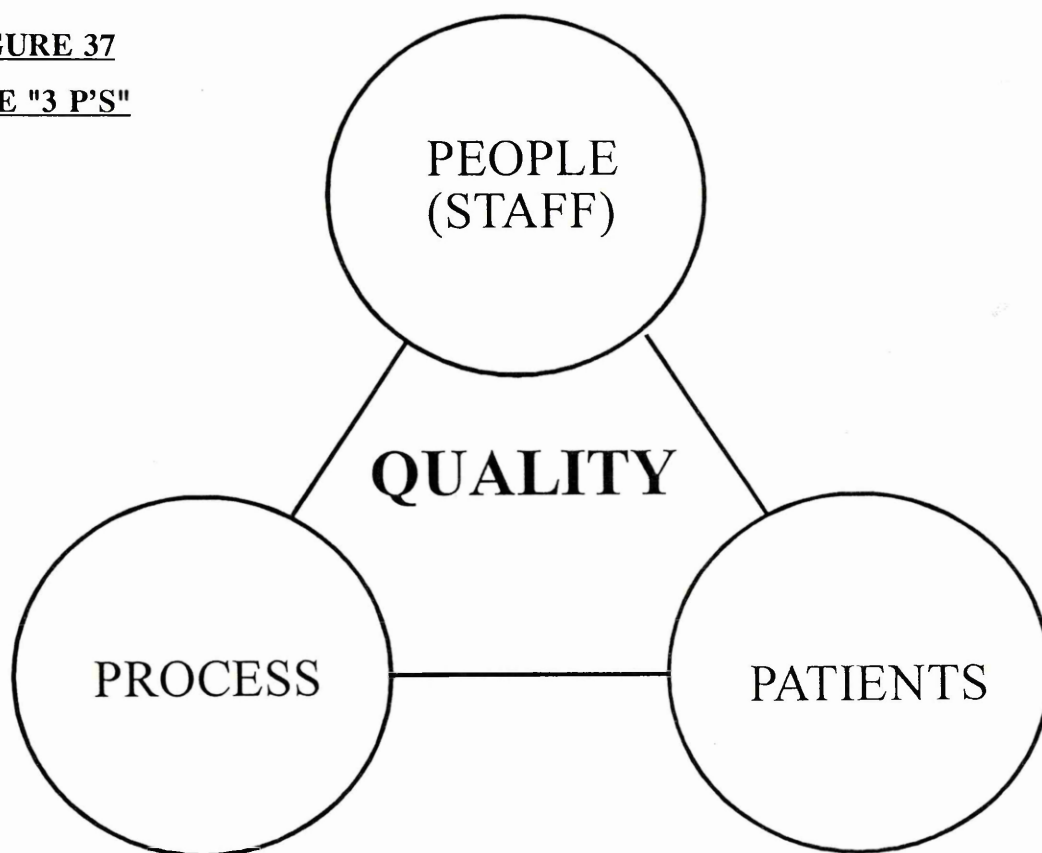 GURE 37
E "3 P'S"
PEOPLE
(STAFF)
QUALITY
PROCESS
PATIENTS